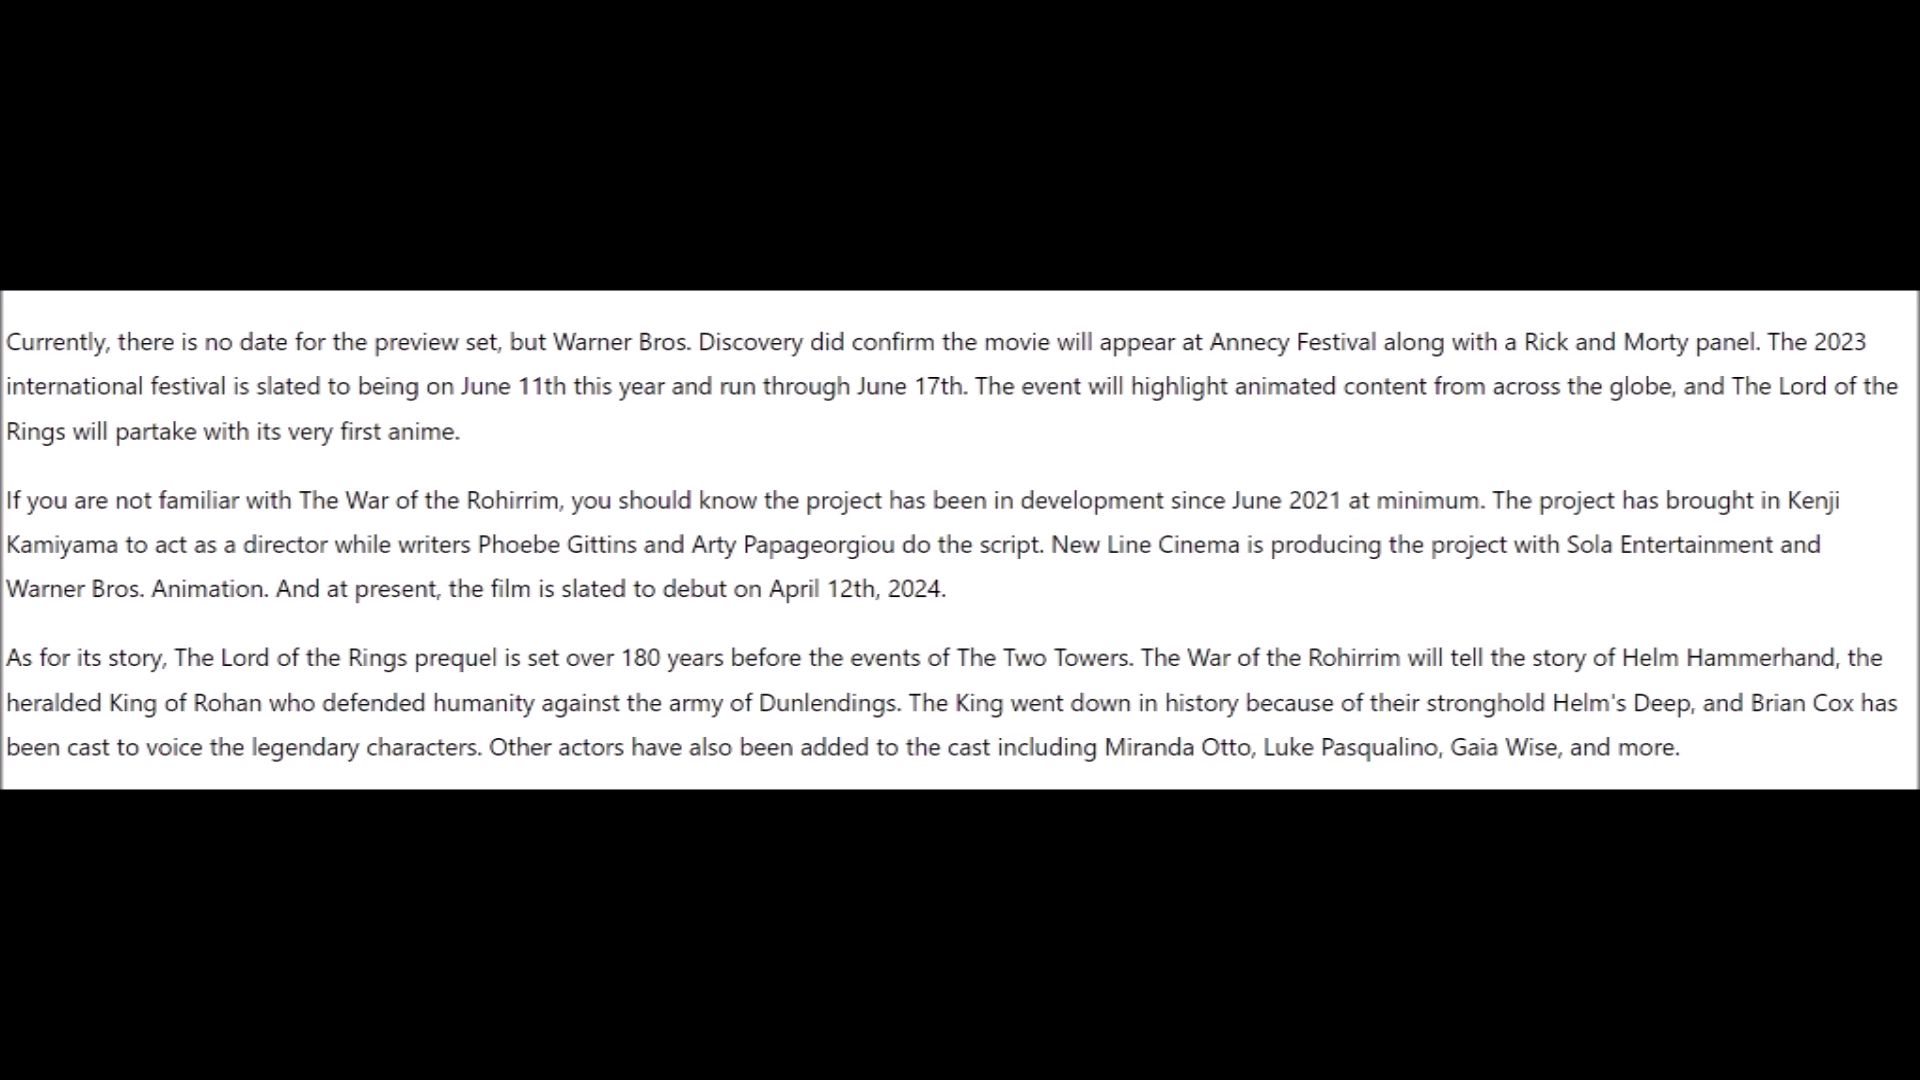 Currently, there is no date for the preview set, but Warner Bros. Discovery did confirm the movie will appear at Annecy Festival along with a Rick and Morty panel. The 2023
international festival is slated to being on June 11th this year and run through June 17th. The event will highlight animated content from across the globe, and The Lord of the
Rings will partake with its very first anime.
If you are not familiar with The War of the Rohirrim, you should know the project has been in development since June 2021 at minimum. The project has brought in Kenji
Kamiyama to act as a director while writers Phoebe Gittins and Arty Papageorgiou do the script. New Line Cinema is producing the project with Sola Entertainment and
Warner Bros. Animation. And at present, the film is slated to debut on April 12th, 2024.
As for its story, The Lord of the Rings prequel is set over 180 years before the events of The Two Towers. The War of the Rohirrim will tell the story of Helm Hammerhand, the
heralded King of Rohan who defended humanity against the army of Dunlendings. The King went down in history because of their stronghold Helm's Deep, and Brian Cox has
been cast to voice the legendary characters. Other actors have also been added to the cast including Miranda Otto, Luke Pasqualino, Gaia Wise, and more.